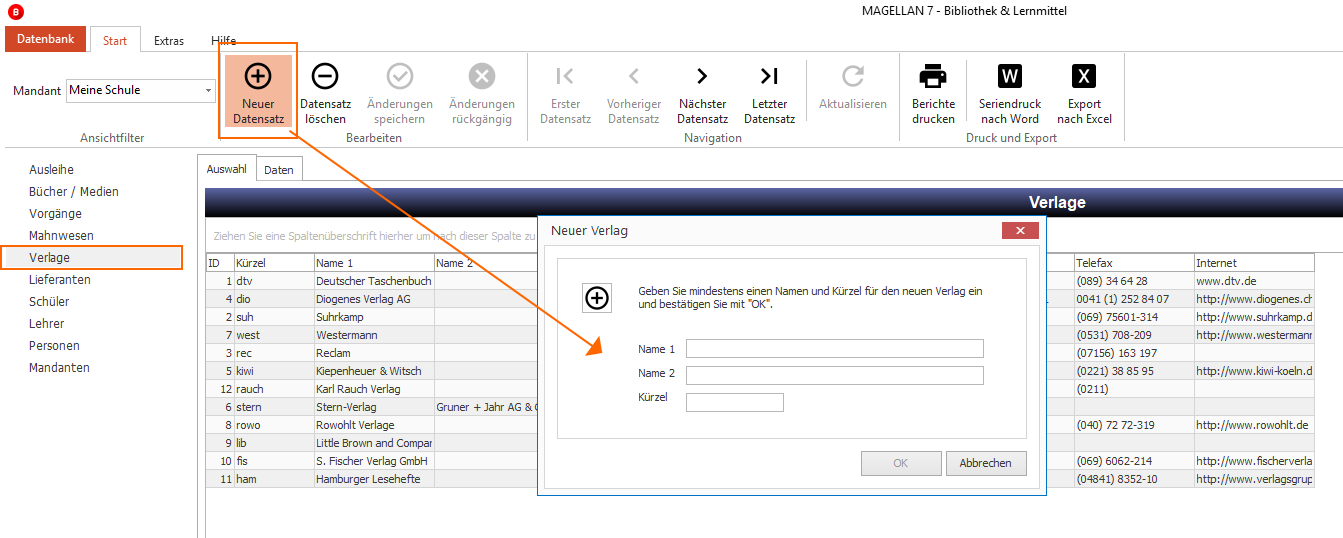 B
MAGELLAN 7 - Bibliothek & Lernmittel
Datenbank Start Extras Hilfe
Mandant Meine Schule
Neuer Datensatz
Datensatz löschen
Änderungen speichern
Änderungen rückgängig
Erster Datensatz
Vorheriger Datensatz
Nächster Datensatz
Letzter Datensatz
Aktualisieren
Berichte drucken
W
Seriendruck nach Word
X
Export nach Excel
Ansichtfilter Bearbeiten Navigation Druck und Export
Ausleihe
Bücher / Medien
Vorgänge
Mahnwesen
Verlage
Lieferanten
Schüler
Lehrer
Personen
Mandanten
Auswahl Daten
Verlage
Ziehen Sie eine Spaltenüberschrift hierher um nach dieser Spalte zu
ID Kürzel Name 1 Name 2 Telefax Internet
1 dtv Deutscher Taschenbuch (089) 34 64 28 www.dtv.de
4 dio Diogenes Verlag AG 0041 (1) 252 84 07 http://www.diogenes.ch
2 suh Suhrkamp (069) 75601-314 http://www.suhrkamp.d
7 west Westermann (0531) 708-209 http://www.westermann
3 rec Reclam (07156) 163 197
5 kiwi Kiepenheuer & Witsch (0221) 38 85 95 http://www.kiwi-koeln.d
12 rauch Karl Rauch Verlag (0211)
6 stern Stern-Verlag Gruner + Jahr AG &
8 rowo Rowohlt Verlage (040) 72 72-319 http://www.rowohlt.de
9 lib Little Brown and Compar
10 fis S. Fischer Verlag GmbH (069) 6062-214 http://www.fischerverla
11 ham Hamburger Lesehefte (04841) 8352-10 http://www.verlagsgrup
Neuer Verlag
Geben Sie mindestens einen Namen und Kürzel für den neuen Verlag ein
und bestätigen Sie mit "OK".
Name 1
Name 2
Kürzel
OK Abbrechen